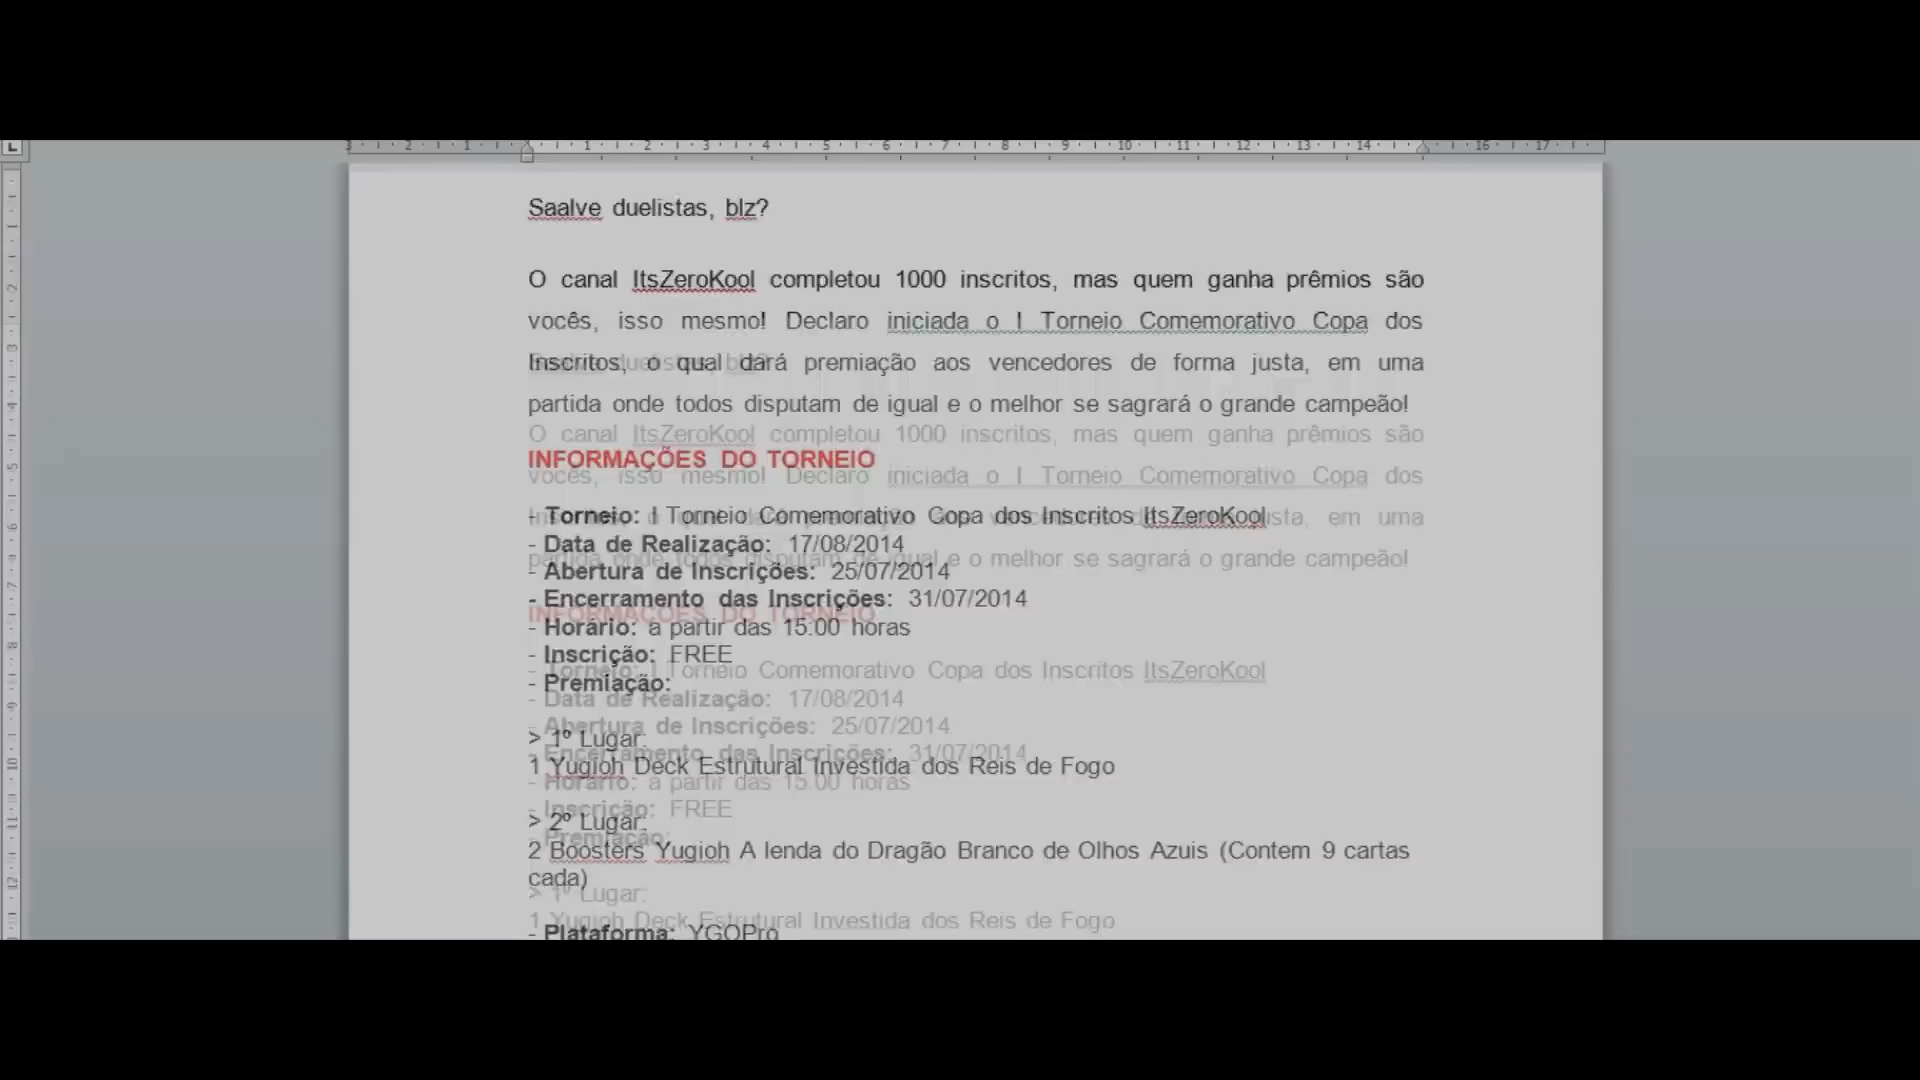 Saalve duelistas, blz?
O canal ItsZeroKool completou 1000 inscritos, mas quem ganha prêmios são
vocês, isso mesmo! Declaro iniciada o I Torneio Comemorativo Copa dos
Inscritos, o qual dará premiação aos vencedores de forma justa, em uma
partida onde todos disputam de igual e o melhor se sagrará o grande campeão!
INFORMAÇÕES DO TORNEIO
- Torneio: I Torneio Comemorativo Copa dos Inscritos ItsZeroKool
- Data de Realização: 17/08/2014
- Abertura de Inscrições: 25/07/2014
- Encerramento das Inscrições: 31/07/2014
- Horário: a partir das 15:00 horas
- Inscrição: FREE
- Premiação:
> 1º Lugar:
1 Yugioh Deck Estrutural Investida dos Reis de Fogo
> 2º Lugar:
2 Boosters Yugioh A lenda do Dragão Branco de Olhos Azuis (Contem 9 cartas
cada)
- Plataforma: YGOPro